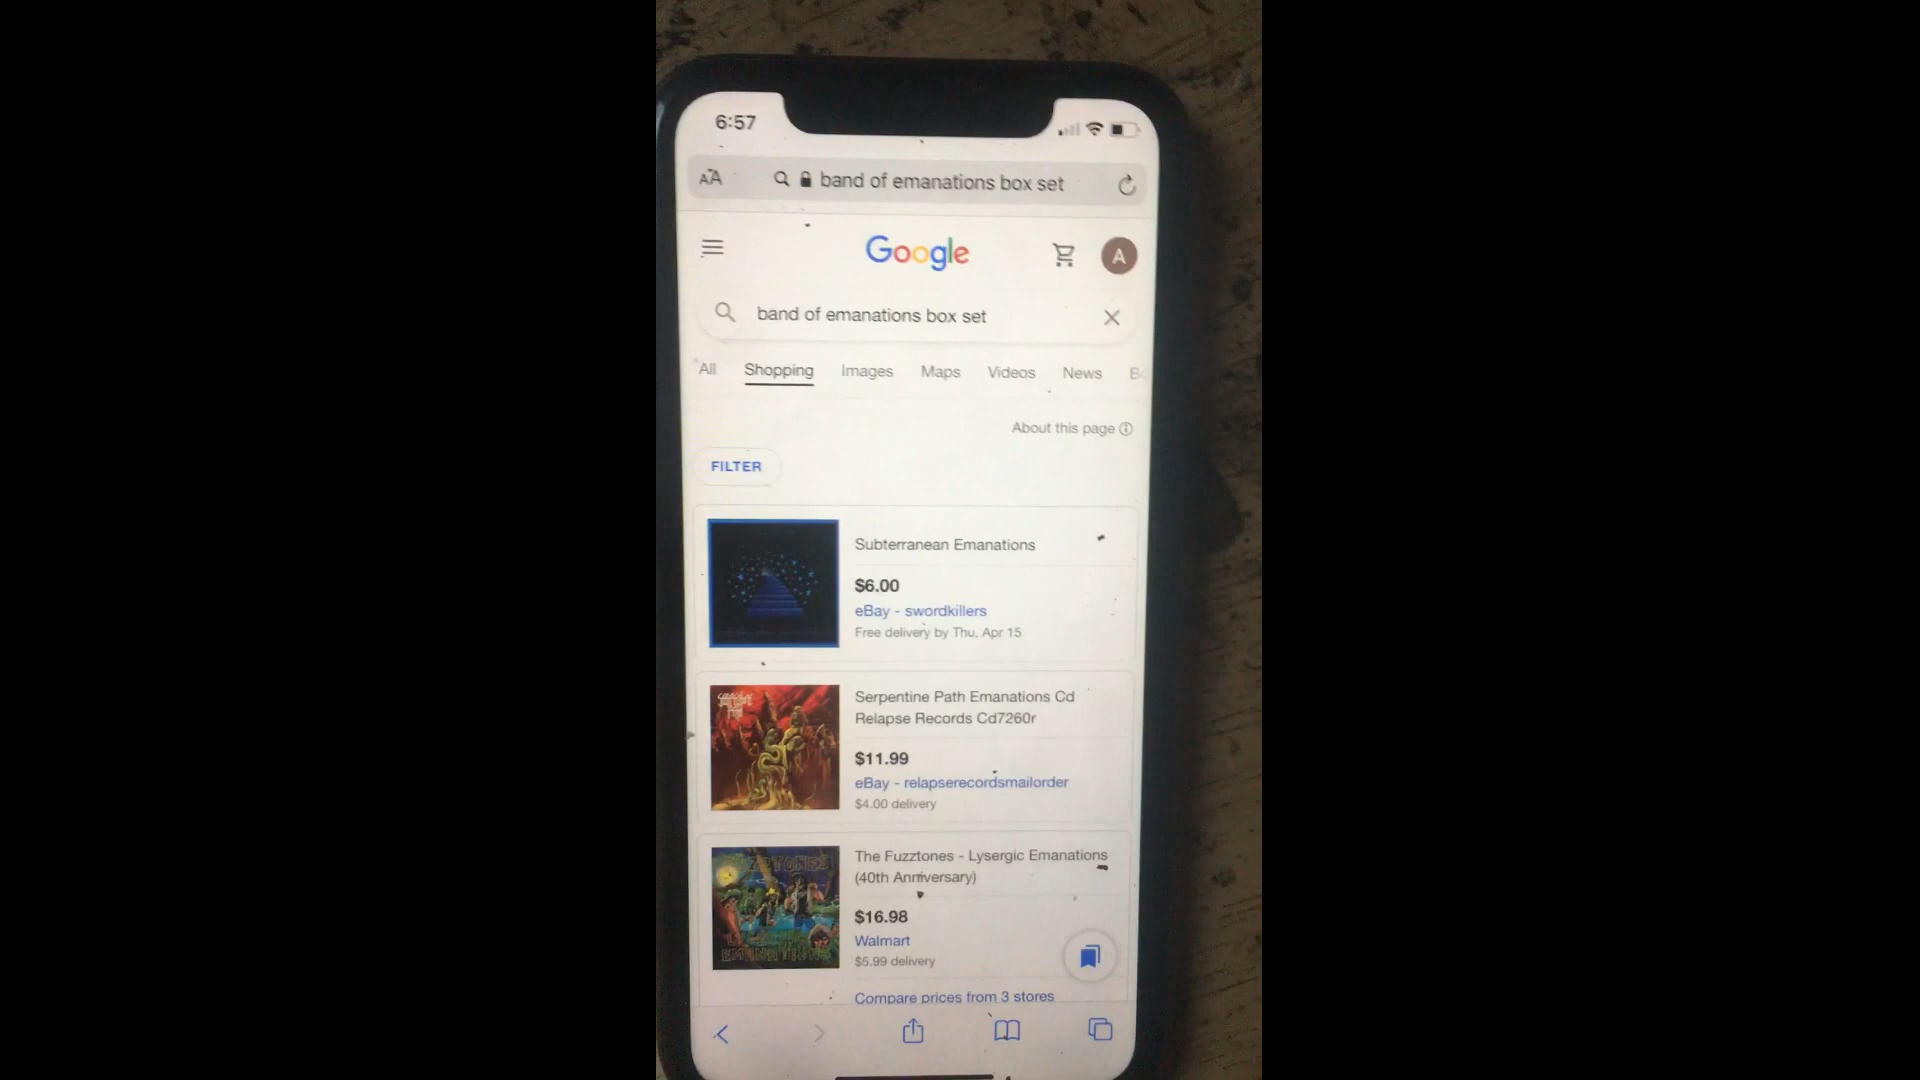 6:57
AA band of emanations box set
Google
A
band of emanations box set
All Shopping Images Maps Videos News
About this page
FILTER
Subterranean Emanations
$6.00
eBay - swordkillers
Free delivery by Thu, Apr 15
Serpentine Path Emanations Cd
Relapse Records Cd7260r
$11.99
eBay - relapserecordsmailorder
$4.00 delivery
FUZZTONES
EMANATIONS
The Fuzztones - Lysergic Emanations
(40th Anniversary)
$16.98
Walmart
$5.99 delivery
Compare prices from 3 stores